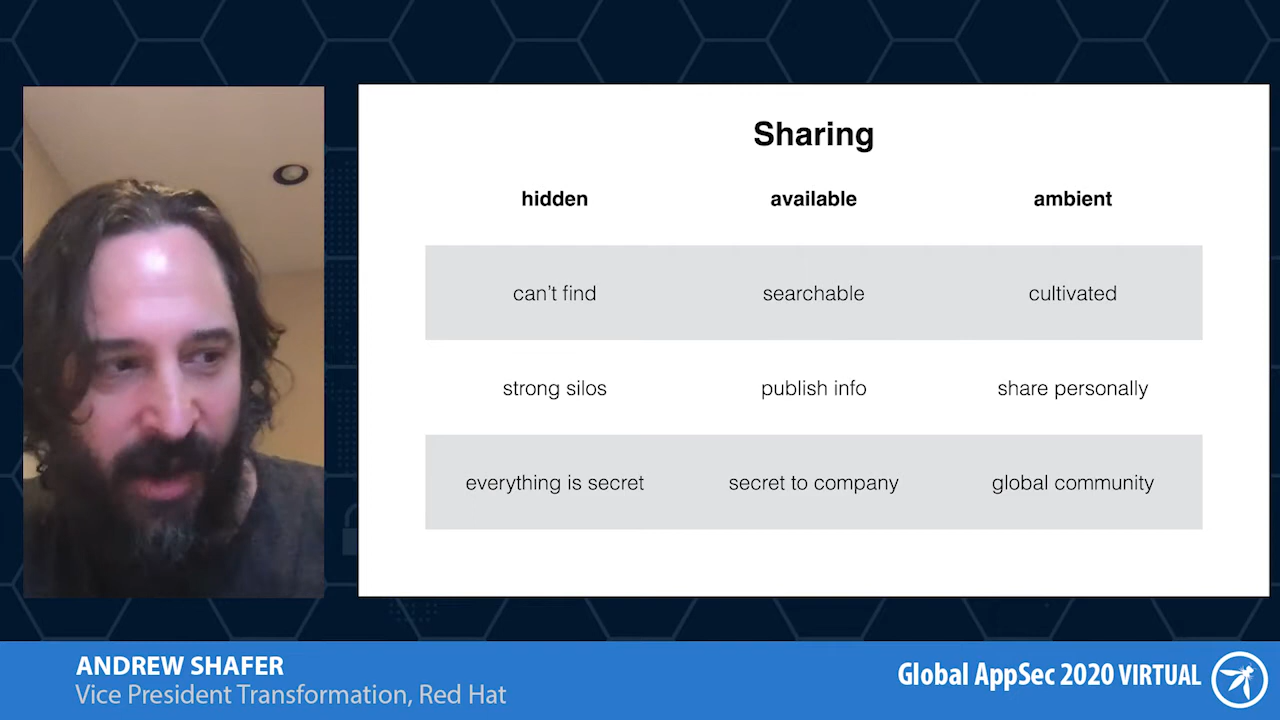 Sharing
hidden available ambient
can't find searchable cultivated
strong silos publish info share personally
everything is secret secret to company global community
ANDREW SHAFER
Vice President Transformation, Red Hat
Global AppSec 2020 VIRTUAL